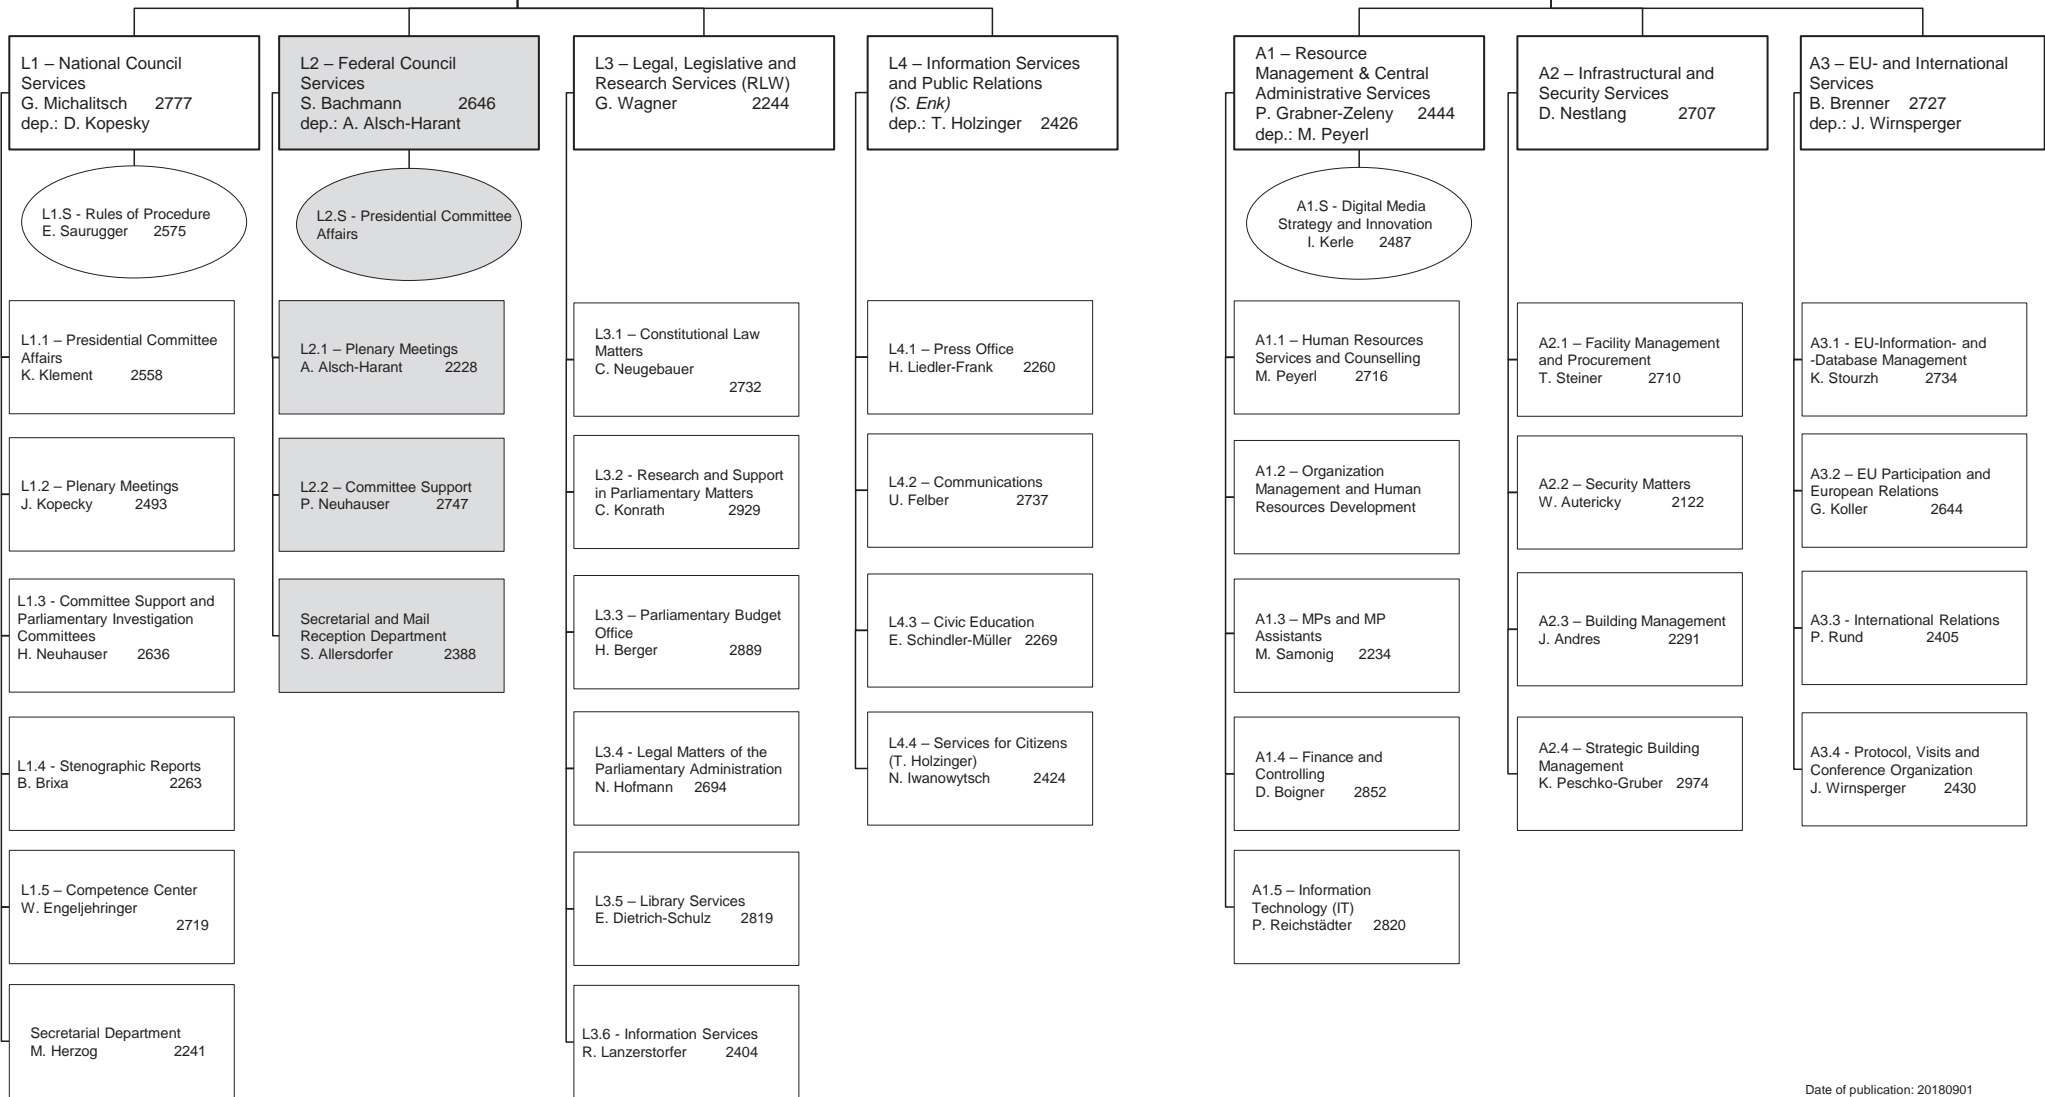 L1 – National Council
Services
G. Michalitsch 2777
dep.: D. Kopesky
L1.S - Rules of Procedure
E. Saurugger 2575
L1.1 – Presidential Committee
Affairs
K. Klement 2558
L1.2 – Plenary Meetings
J. Kopecky 2493
L1.3 - Committee Support and
Parliamentary Investigation
Committees
H. Neuhauser 2636
L1.4 - Stenographic Reports
B. Brixa 2263
L1.5 – Competence Center
W. Engeljehringer
2719
Secretarial Department
M. Herzog 2241
L2 – Federal Council
Services
S. Bachmann 2646
dep.: A. Alsch-Harant
L2.S - Presidential Committee
Affairs
L2.1 – Plenary Meetings
A. Alsch-Harant 2228
L2.2 – Committee Support
P. Neuhauser 2747
Secretarial and Mail
Reception Department
S. Allersdorfer 2388
L3 – Legal, Legislative and
Research Services (RLW)
G. Wagner 2244
L3.1 – Constitutional Law
Matters
C. Neugebauer
2732
L3.2 - Research and Support
in Parliamentary Matters
C. Konrath 2929
L3.3 – Parliamentary Budget
Office
H. Berger 2889
L3.4 - Legal Matters of the
Parliamentary Administration
N. Hofmann 2694
L3.5 – Library Services
E. Dietrich-Schulz 2819
L3.6 - Information Services
R. Lanzerstorfer 2404
L4 – Information Services
and Public Relations
(S. Enk)
dep.: T. Holzinger 2426
L4.1 – Press Office
H. Liedler-Frank 2260
L4.2 – Communications
U. Felber 2737
L4.3 – Civic Education
E. Schindler-Müller 2269
L4.4 – Services for Citizens
(T. Holzinger)
N. Iwanowytsch 2424
A1 – Resource
Management & Central
Administrative Services
P. Grabner-Zeleny 2444
dep.: M. Peyerl
A1.S - Digital Media
Strategy and Innovation
I. Kerle 2487
A1.1 – Human Resources
Services and Counselling
M. Peyerl 2716
A1.2 – Organization
Management and Human
Resources Development
A1.3 – MPs and MP
Assistants
M. Samonig 2234
A1.4 – Finance and
Controlling
D. Boigner 2852
A1.5 – Information
Technology (IT)
P. Reichstädter 2820
A2 – Infrastructural and
Security Services
D. Nestlang 2707
A2.1 – Facility Management
and Procurement
T. Steiner 2710
A2.2 – Security Matters
W. Autericky 2122
A2.3 – Building Management
J. Andres 2291
A2.4 – Strategic Building
Management
K. Peschko-Gruber 2974
A3 – EU- and International
Services
B. Brenner 2727
dep.: J. Wirnsperger
A3.1 - EU-Information- and
-Database Management
K. Stourzh 2734
A3.2 – EU Participation and
European Relations
G. Koller 2644
A3.3 - International Relations
P. Rund 2405
A3.4 - Protocol, Visits and
Conference Organization
J. Wirnsperger 2430
Date of publication: 20180901